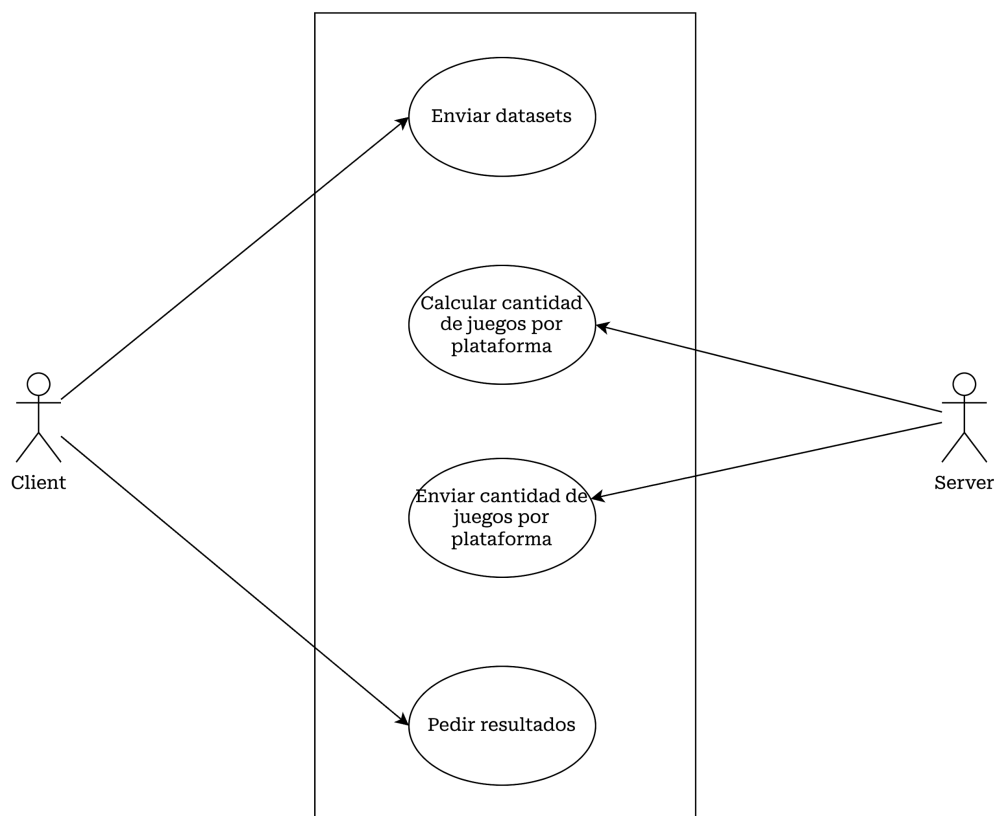 Enviar datasets
Calcular cantidad
de juegos por
plataforma
Client
Server
Enviar cantidad de
juegos por
plataforma
Pedir resultados